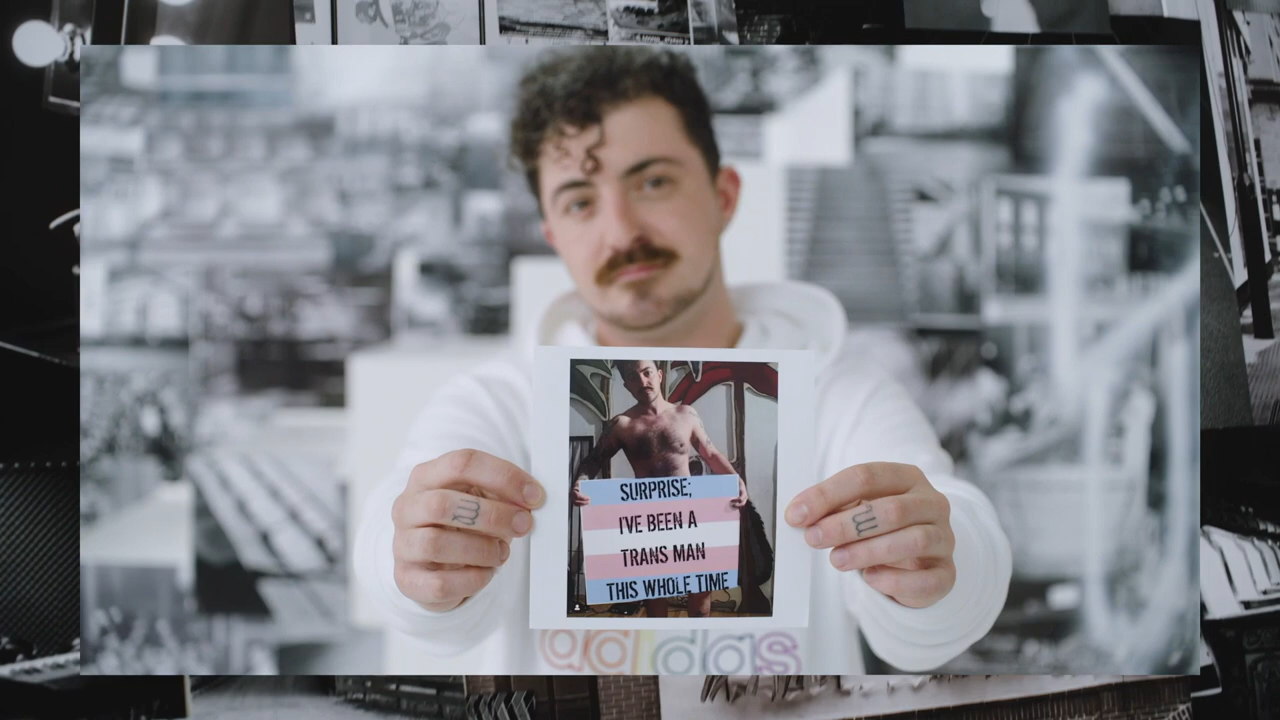 SURPRISE;
I'VE BEEN A
TRANS MAN
THIS WHOLE TIME
adidas